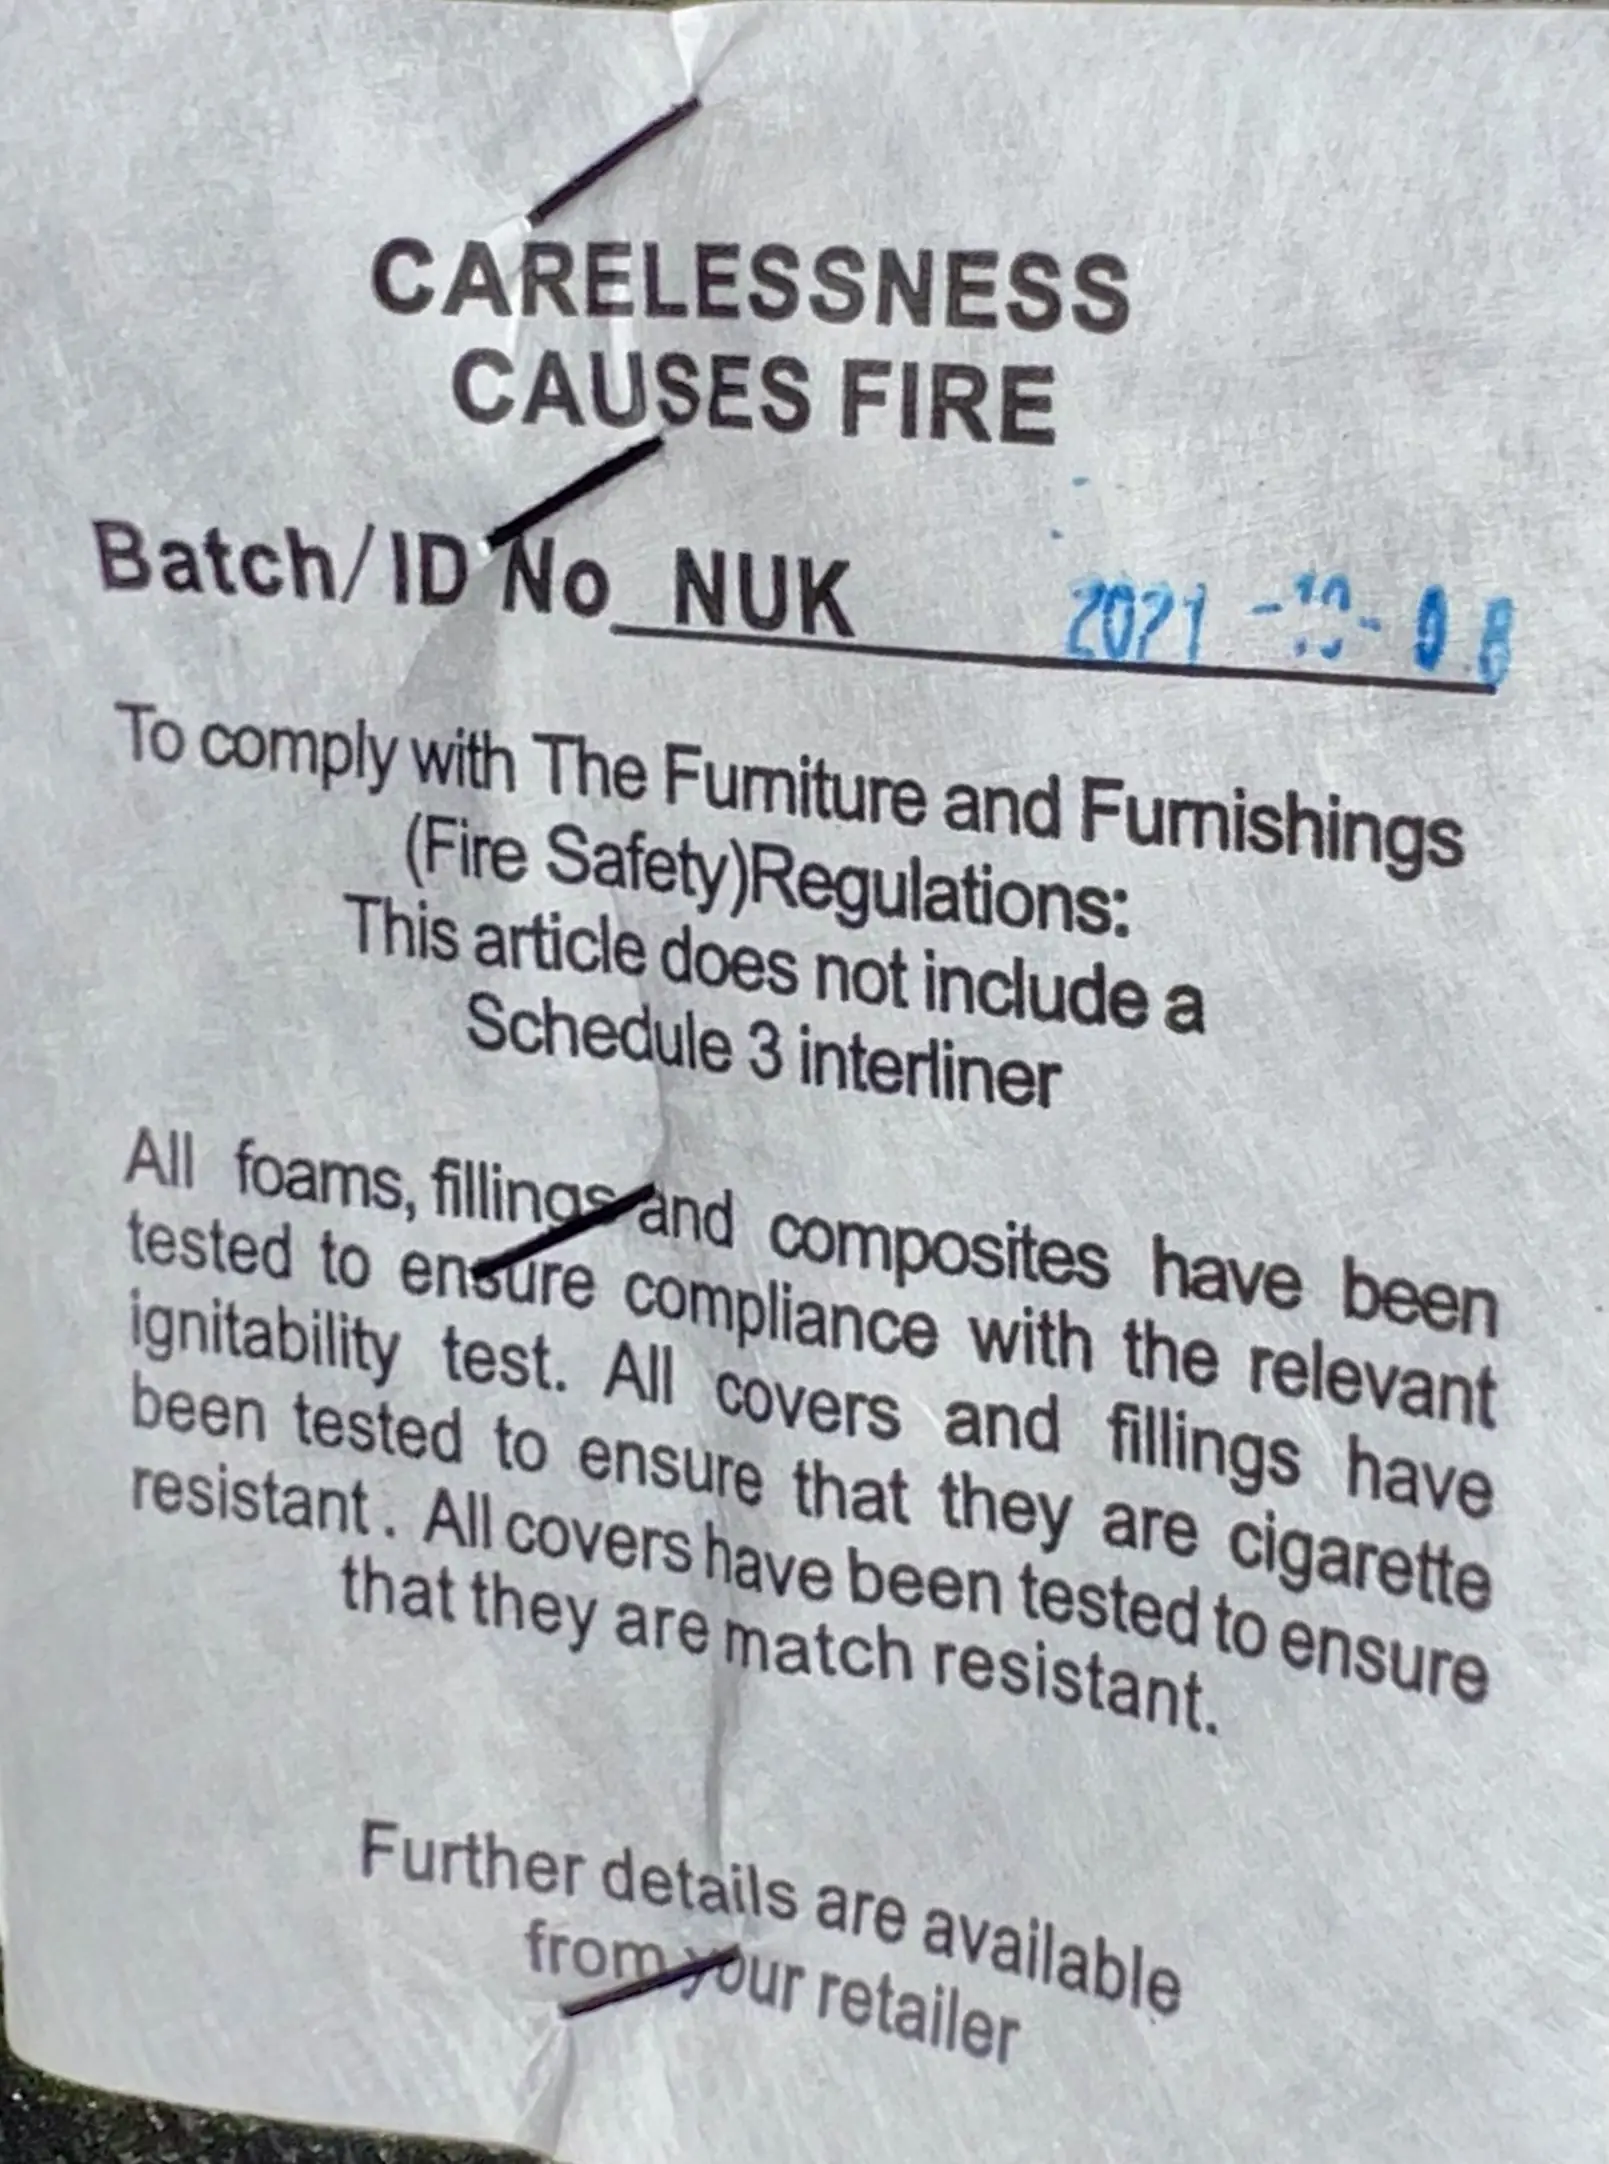 CARELESSNESS
CAUSES FIRE
Batch/ID No NUK 2021 - - 08
To comply with The Furniture and Furnishings
(Fire Safety)Regulations:
This article does not include a
Schedule 3 interliner
All foams, fillings and composites have been
tested to ensure compliance with the relevant
ignitability test. All covers and fillings have
been tested to ensure that they are cigarette
resistant. All covers have been tested to ensure
that they are match resistant.
Further details are available
from your retailer